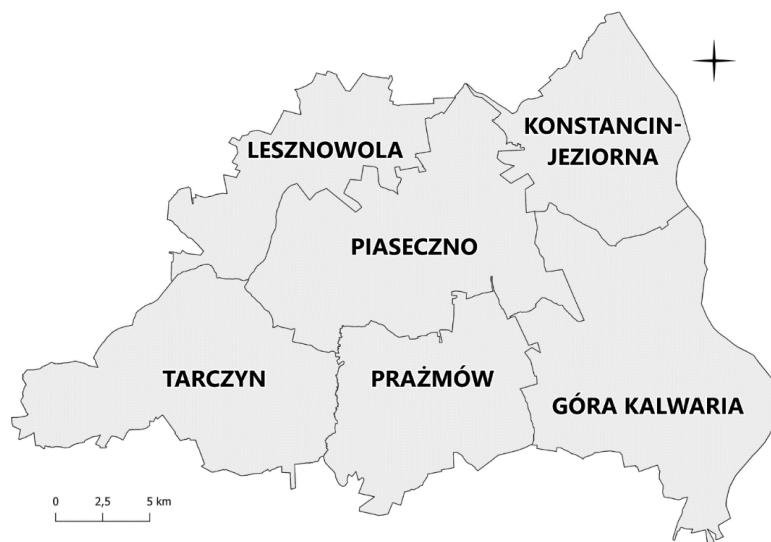 KONSTANCIN-
JEZIORNA
LESZNOWOLA
PIASECZNO
TARCZYN
PRAŻMÓW
GÓRA KALWARIA
0 2,5 5 km